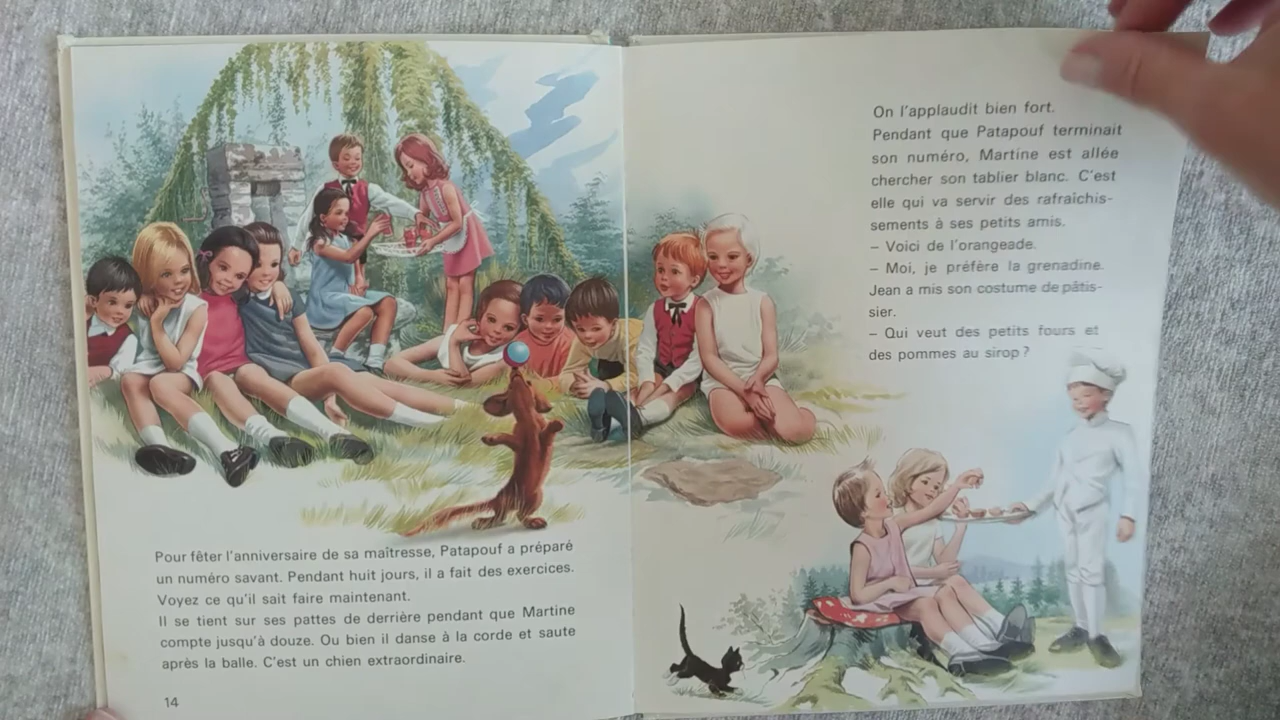 Pour fêter l'anniversaire de sa maîtresse, Patapouf a préparé
un numéro savant. Pendant huit jours, il a fait des exercices.
Voyez ce qu'il sait faire maintenant.
Il se tient sur ses pattes de derrière pendant que Martine
compte jusqu'à douze. Ou bien il danse à la corde et saute
après la balle. C'est un chien extraordinaire.
14
On l'applaudit bien fort.
Pendant que Patapouf terminait
son numéro, Martine est allée
chercher son tablier blanc. C'est
elle qui va servir des rafraîchis-
sements à ses petits amis.
– Voici de l'orangeade.
– Moi, je préfère la grenadine.
Jean a mis son costume de pâtis-
sier.
– Qui veut des petits fours et
des pommes au sirop ?